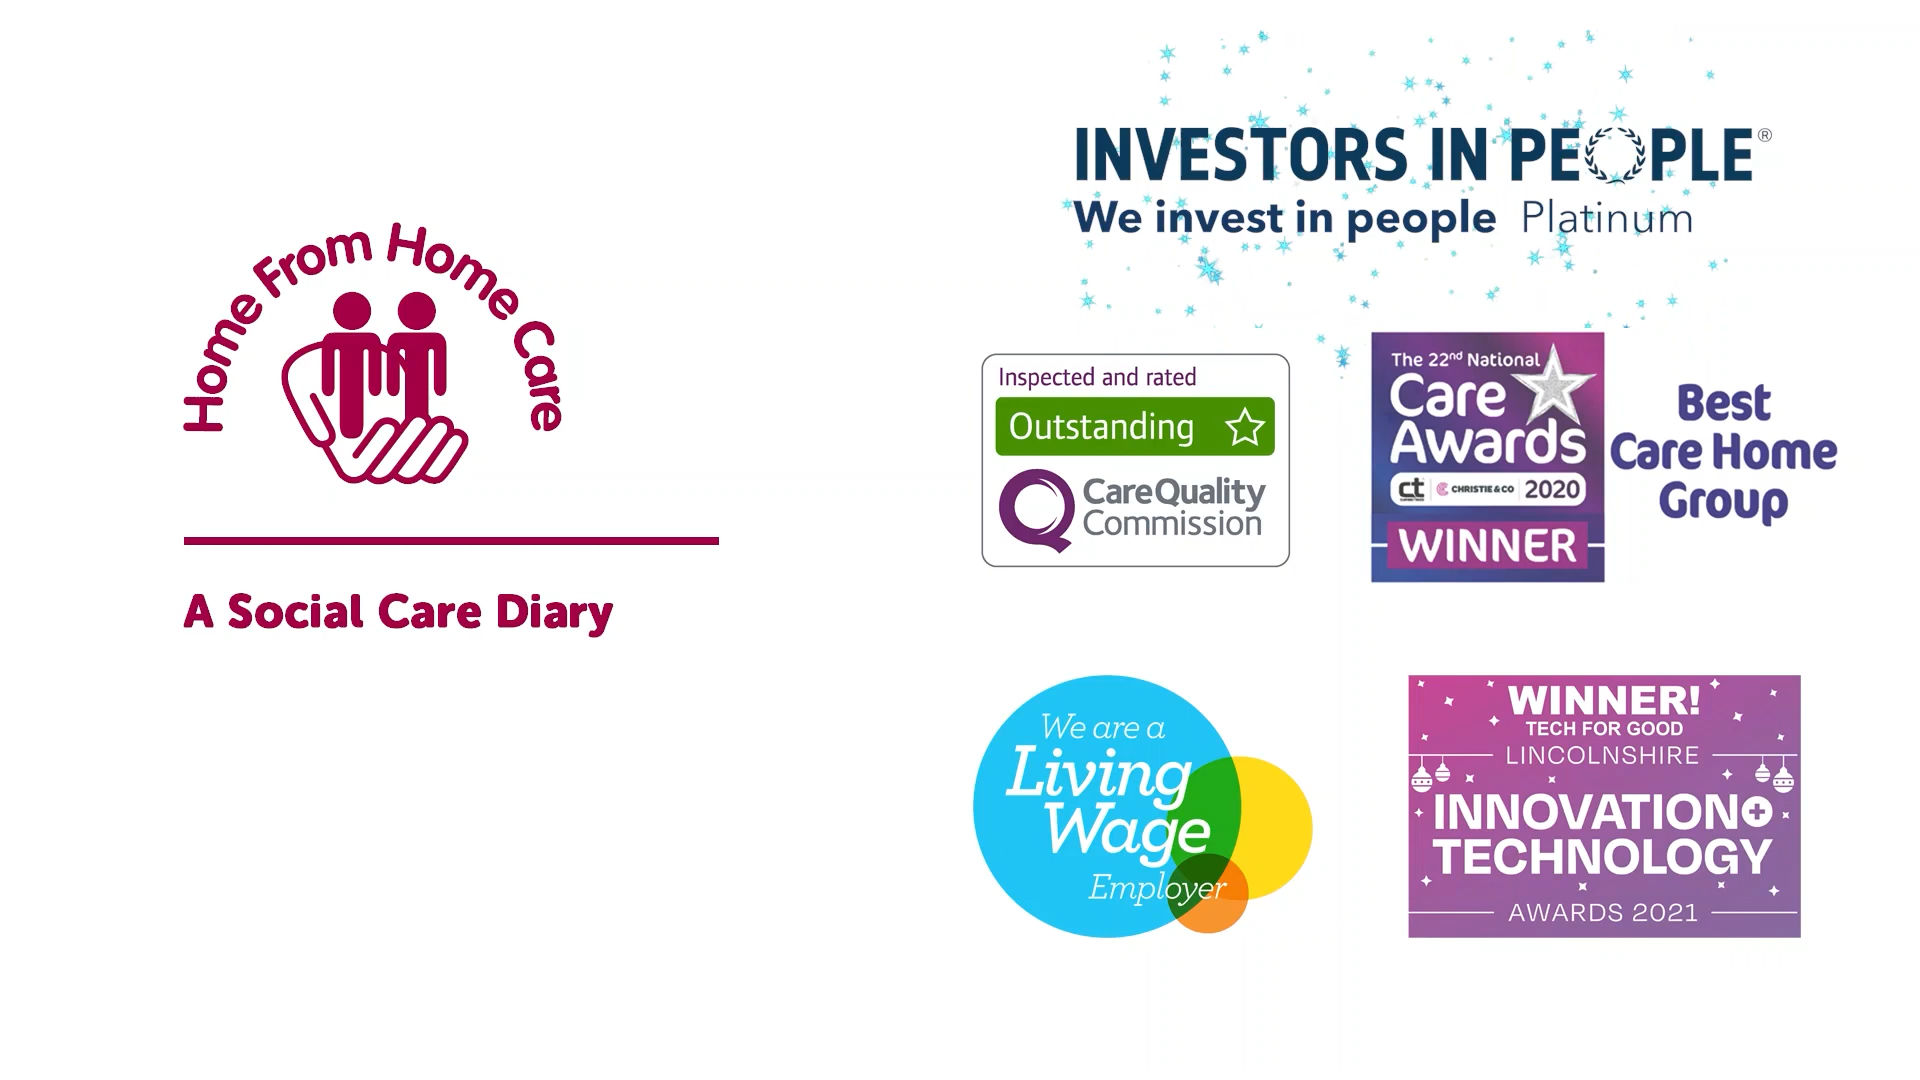 Home From Home Care
A Social Care Diary
INVESTORS IN PEOPLE®
We invest in people Platinum
Inspected and rated
Outstanding
CareQuality
Commission
The 22nd National
Care
Awards
ct CHRISTIE & CO 2020
WINNER
Best
Care Home
Group
We are a
Living
Wage
Employer
WINNER!
TECH FOR GOOD
LINCOLNSHIRE
INNOVATION+
TECHNOLOGY
AWARDS 2021